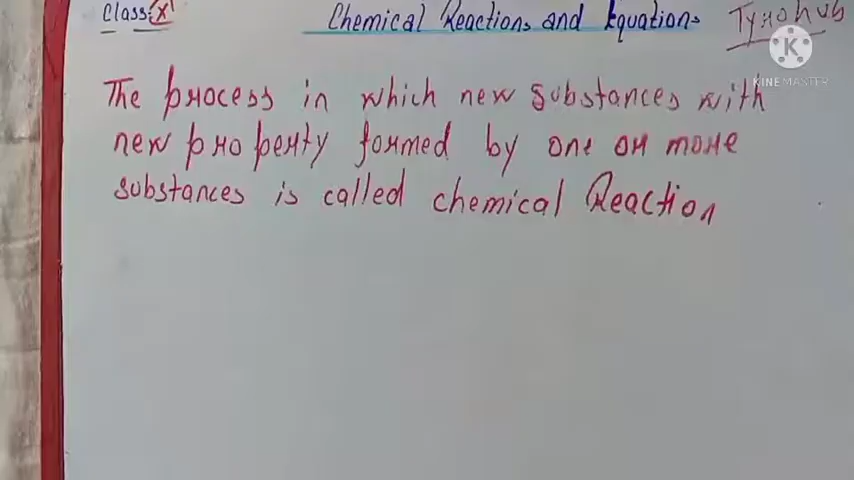 Class:- X
Chemical Reactions and Equations
Tyrohub
K
KINEMASTER
The process in which new substances with
new property formed by one or more
substances is called chemical Reaction